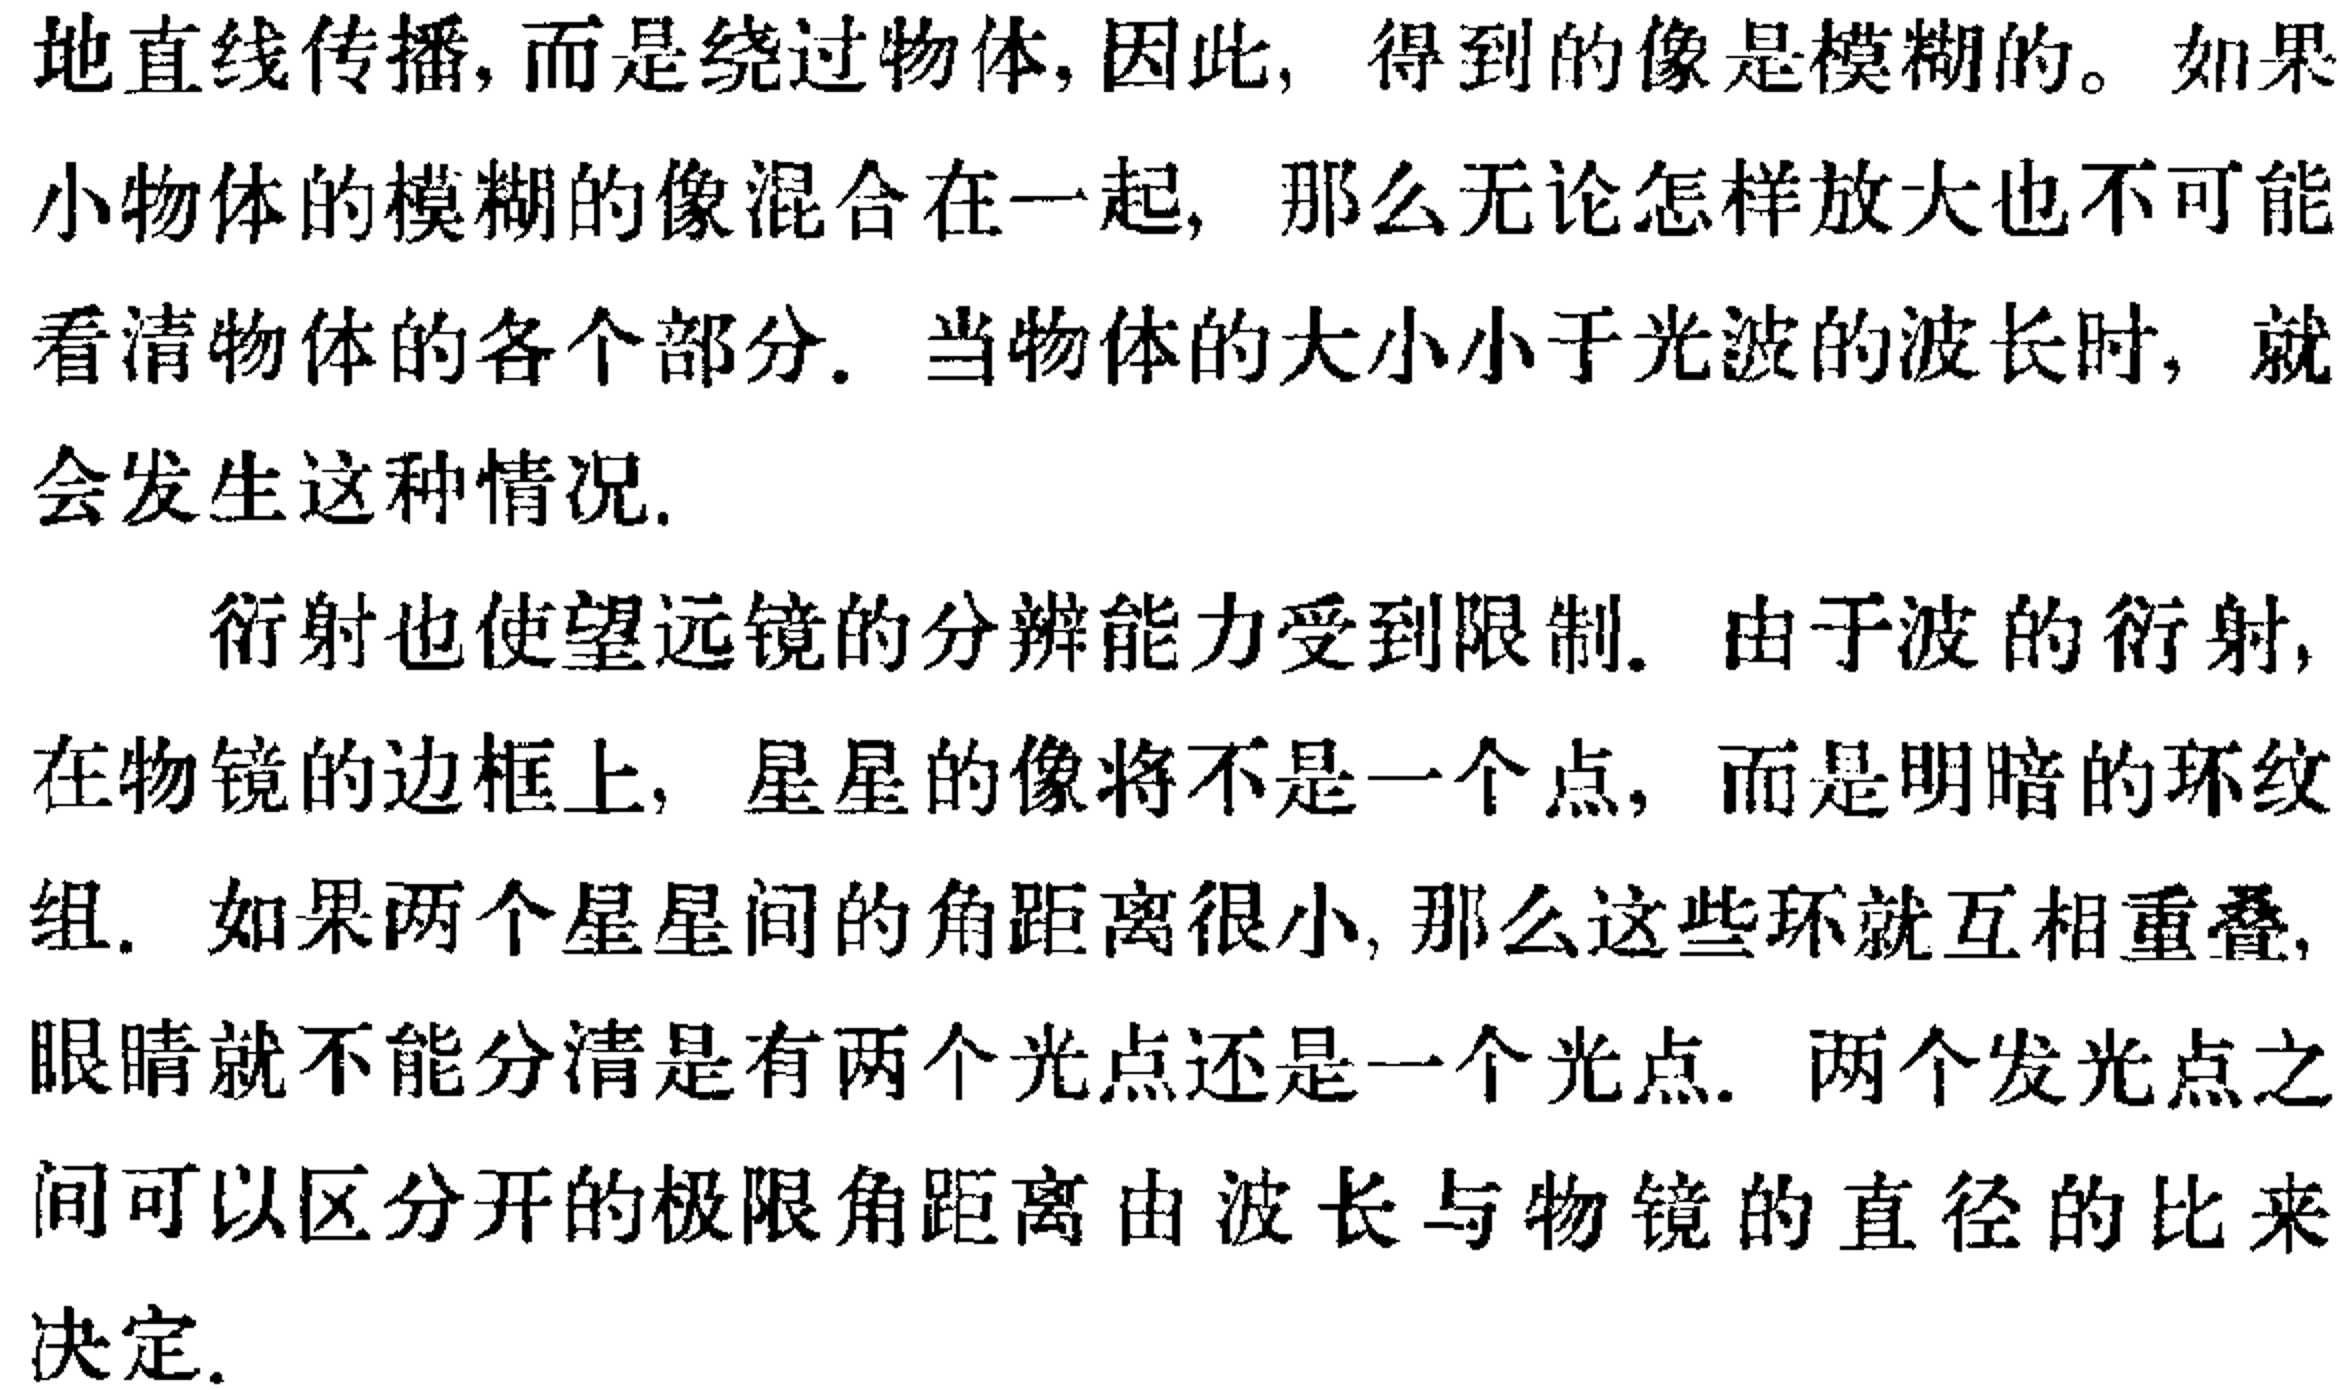 地直线传播,而是绕过物体,因此, 得到的像是模糊的。如果
小物体的模糊的像混合在一起, 那么无论怎样放大也不可能
看清物体的各个部分. 当物体的大小小于光波的波长时, 就
会发生这种情况.
衍射也使望远镜的分辨能力受到限制. 由于波的衍射,
在物镜的边框上, 星星的像将不是一个点, 而是明暗的环纹
组. 如果两个星星间的角距离很小,那么这些环就互相重叠,
眼睛就不能分清是有两个光点还是一个光点. 两个发光点之
间可以区分开的极限角距离由波长与物镜的直径的比来
决定.